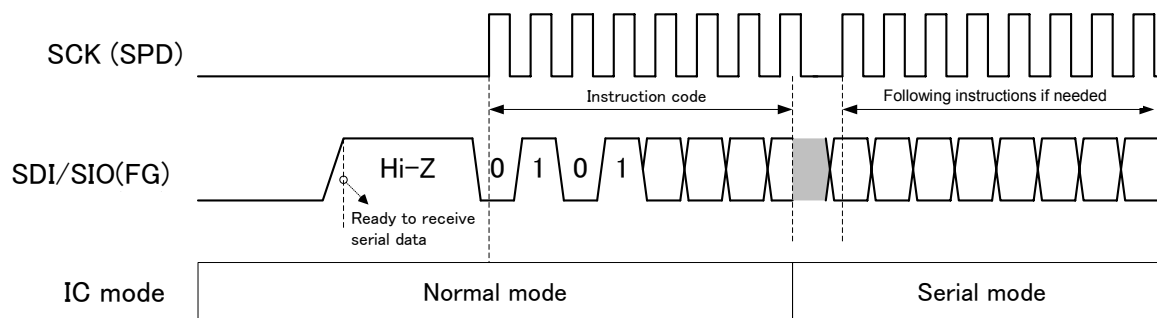 SCK (SPD)
Instruction code
Following instructions if needed
SDI/SIO(FG)
Hi-Z
0 1 0 1
Ready to receive
serial data
IC mode
Normal mode
Serial mode